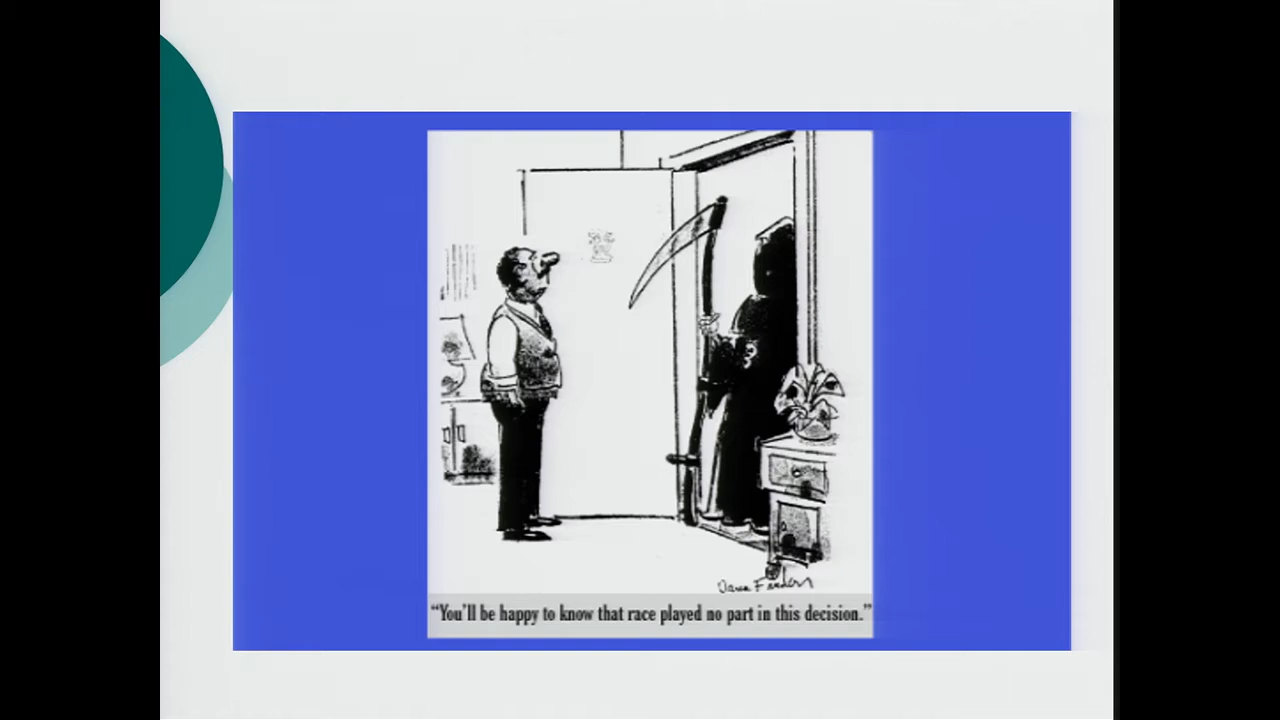 "You'll be happy to know that race played no part in this decision."